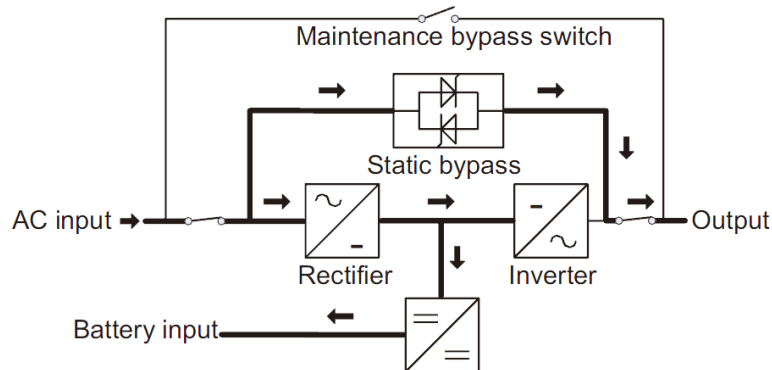 Maintenance bypass switch
Static bypass
AC input
Output
Rectifier
Inverter
Battery input